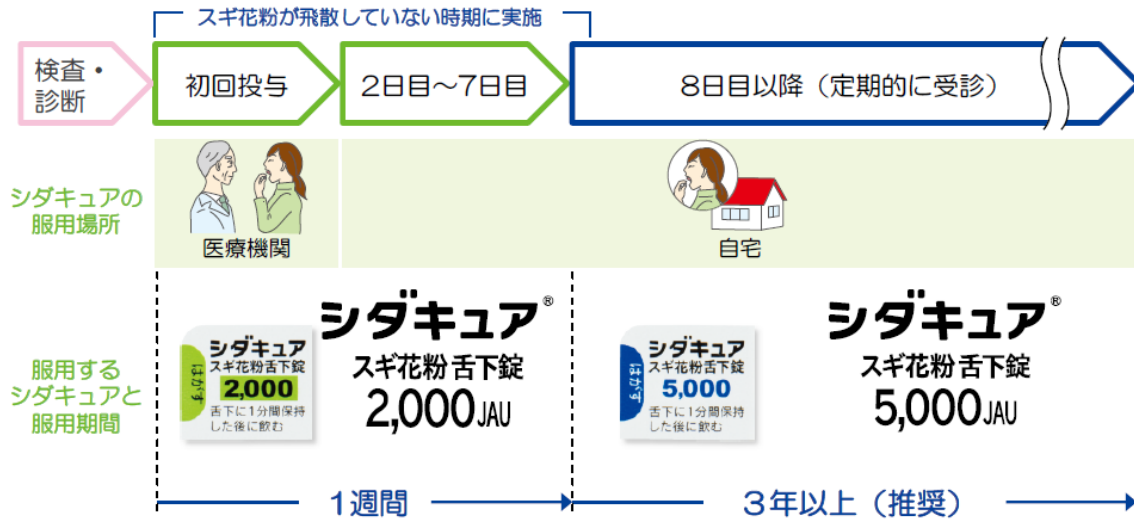 スギ花粉が飛散していない時期に実施
検査・
診断
初回投与
2日目～7日目
8日目以降（定期的に受診）
シダキュアの
服用場所
医療機関
自宅
服用する
シダキュアと
服用期間
はがす
シダキュア
スギ花粉舌下錠
2,000
舌下に1分間保持
した後に飲む
シダキュア®
スギ花粉 舌下錠
2,000JAU
はがす
シダキュア
スギ花粉舌下錠
5,000
舌下に1分間保持
した後に飲む
シダキュア®
スギ花粉 舌下錠
5,000JAU
1週間
3年以上（推奨）